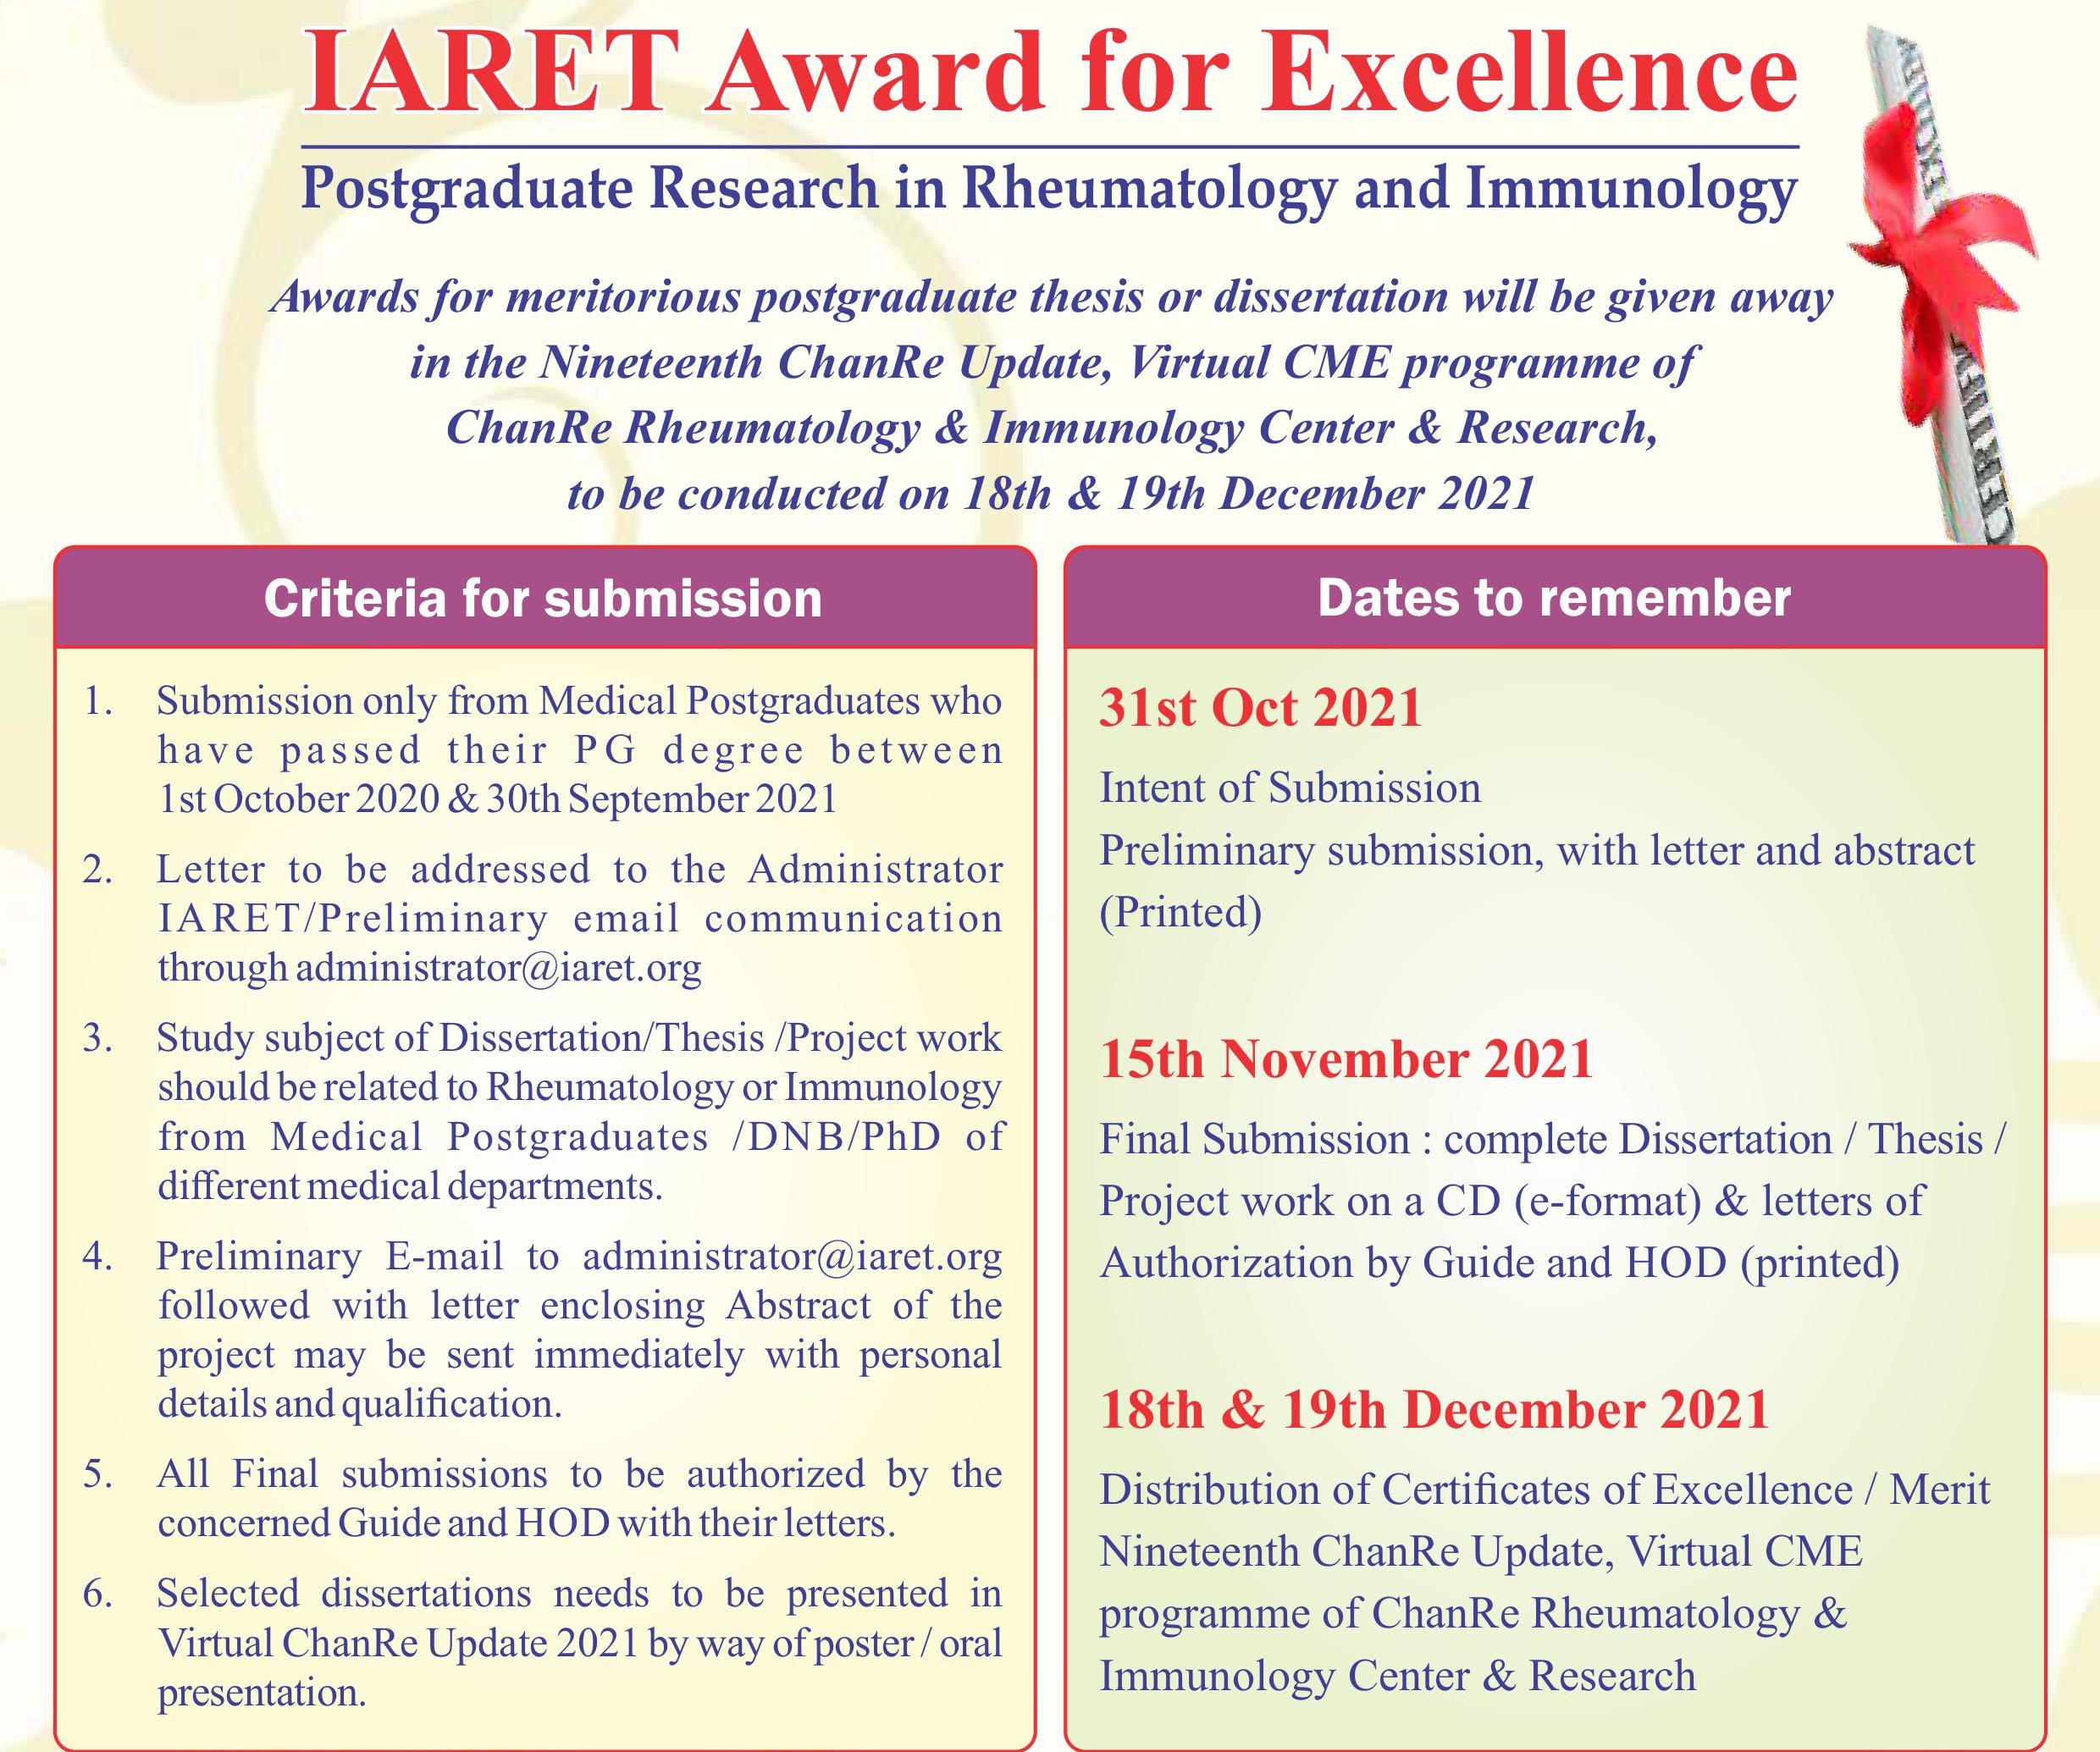 IARET Award for Excellence
Postgraduate Research in Rheumatology and Immunology
Awards for meritorious postgraduate thesis or dissertation will be given away
in the Nineteenth ChanRe Update, Virtual CME programme of
ChanRe Rheumatology & Immunology Center & Research,
to be conducted on 18th & 19th December 2021
Criteria for submission
1. Submission only from Medical Postgraduates who
have passed their PG degree between
1st October 2020 & 30th September 2021
2. Letter to be addressed to the Administrator
IARET/Preliminary email communication
through administrator@iaret.org
3. Study subject of Dissertation/Thesis /Project work
should be related to Rheumatology or Immunology
from Medical Postgraduates /DNB/PhD of
different medical departments.
4. Preliminary E-mail to administrator@iaret.org
followed with letter enclosing Abstract of the
project may be sent immediately with personal
details and qualification.
5. All Final submissions to be authorized by the
concerned Guide and HOD with their letters.
6. Selected dissertations needs to be presented in
Virtual ChanRe Update 2021 by way of poster / oral
presentation.
Dates to remember
31st Oct 2021
Intent of Submission
Preliminary submission, with letter and abstract
(Printed)
15th November 2021
Final Submission : complete Dissertation / Thesis /
Project work on a CD (e-format) & letters of
Authorization by Guide and HOD (printed)
18th & 19th December 2021
Distribution of Certificates of Excellence / Merit
Nineteenth ChanRe Update, Virtual CME
programme of ChanRe Rheumatology &
Immunology Center & Research